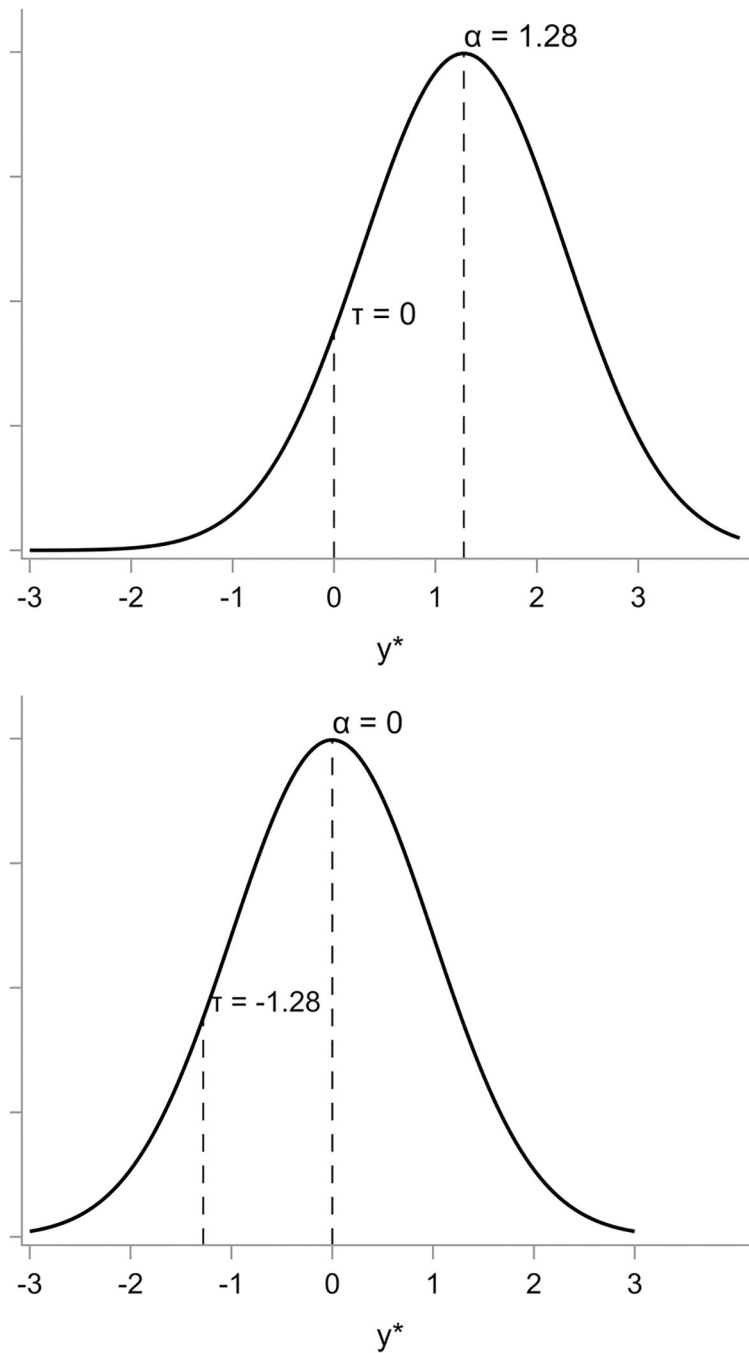 α = 1.28
τ = 0
-3 -2 -1 0 1 2 3
y*
α = 0
τ = -1.28
-3 -2 -1 0 1 2 3
y*